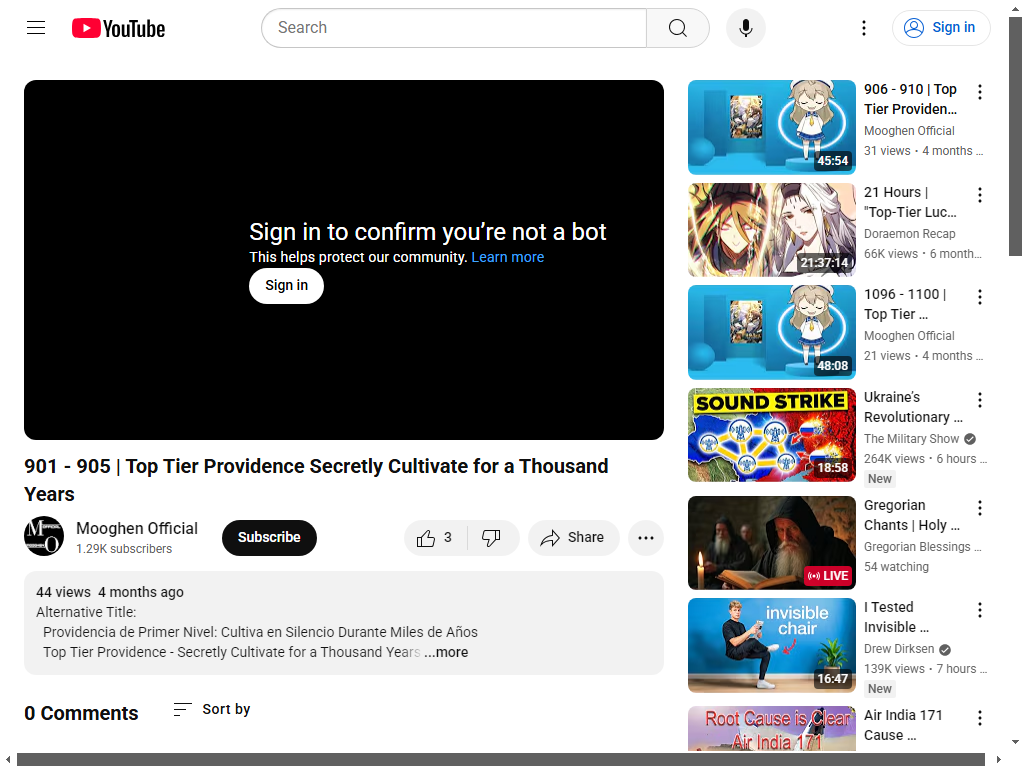 YouTube
Search
Sign in
Sign in to confirm you’re not a bot
This helps protect our community. Learn more
Sign in
901 - 905 | Top Tier Providence Secretly Cultivate for a Thousand
Years
Mooghen Official
1.29K subscribers
Subscribe
3
Share
44 views 4 months ago
Alternative Title:
Providencia de Primer Nivel: Cultiva en Silencio Durante Miles de Años
Top Tier Providence - Secretly Cultivate for a Thousand Years ...more
0 Comments
Sort by
906 - 910 | Top
Tier Providen...
Mooghen Official
31 views • 4 months ...
45:54
21 Hours |
"Top-Tier Luc...
Doraemon Recap
66K views • 6 month...
21:37:14
1096 - 1100 |
Top Tier ...
Mooghen Official
21 views • 4 months ...
48:08
SOUND STRIKE
18:58
Ukraine’s
Revolutionary ...
The Military Show
264K views • 6 hours ...
New
LIVE
Gregorian
Chants | Holy ...
Gregorian Blessings ...
54 watching
invisible
chair
16:47
I Tested
Invisible ...
Drew Dirksen
139K views • 7 hours ...
New
Root Cause is Clear
Air India 171
Air India 171
Cause ...